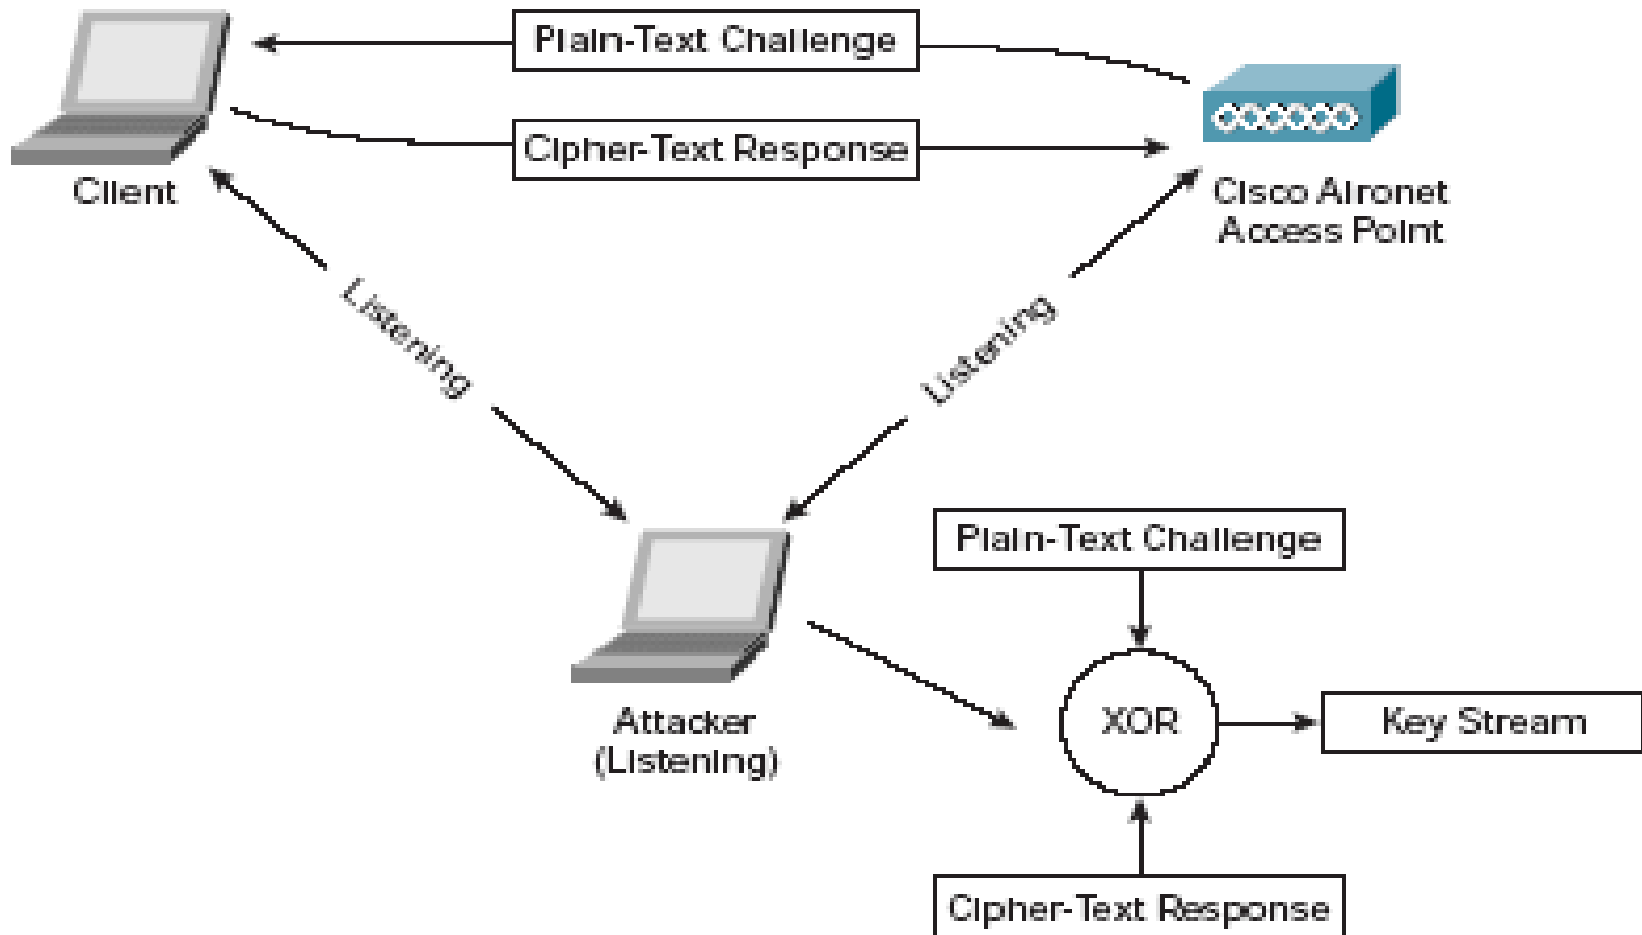 Plain-Text Challenge
Cipher-Text Response
Client
Cisco Aironet
Access Point
Listening
Listening
Plain-Text Challenge
Attacker
(Listening)
XOR
Key Stream
Cipher-Text Response